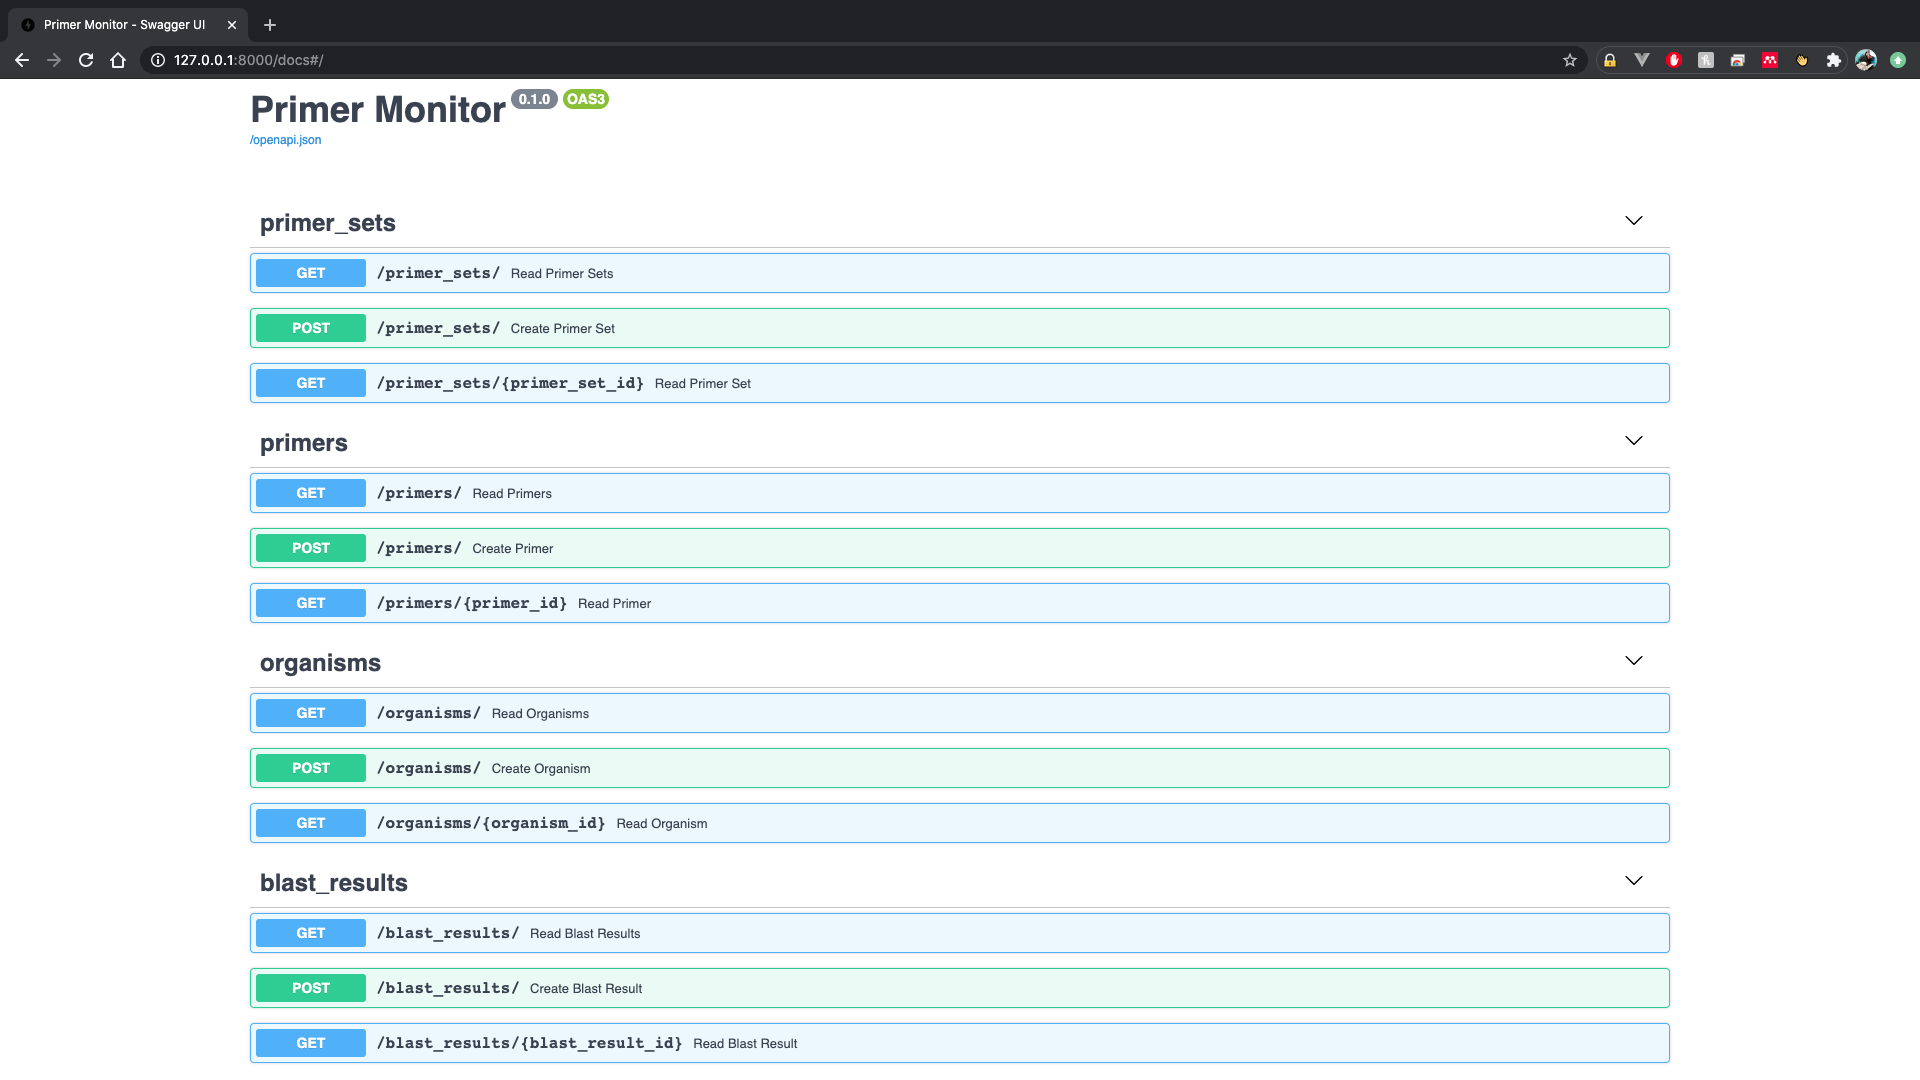 Primer Monitor - Swagger UI
127.0.0.1:8000/docs#/
Primer Monitor 0.1.0 OAS3
/openapi.json
primer_sets
GET /primer_sets/ Read Primer Sets
POST /primer_sets/ Create Primer Set
GET /primer_sets/{primer_set_id} Read Primer Set
primers
GET /primers/ Read Primers
POST /primers/ Create Primer
GET /primers/{primer_id} Read Primer
organisms
GET /organisms/ Read Organisms
POST /organisms/ Create Organism
GET /organisms/{organism_id} Read Organism
blast_results
GET /blast_results/ Read Blast Results
POST /blast_results/ Create Blast Result
GET /blast_results/{blast_result_id} Read Blast Result